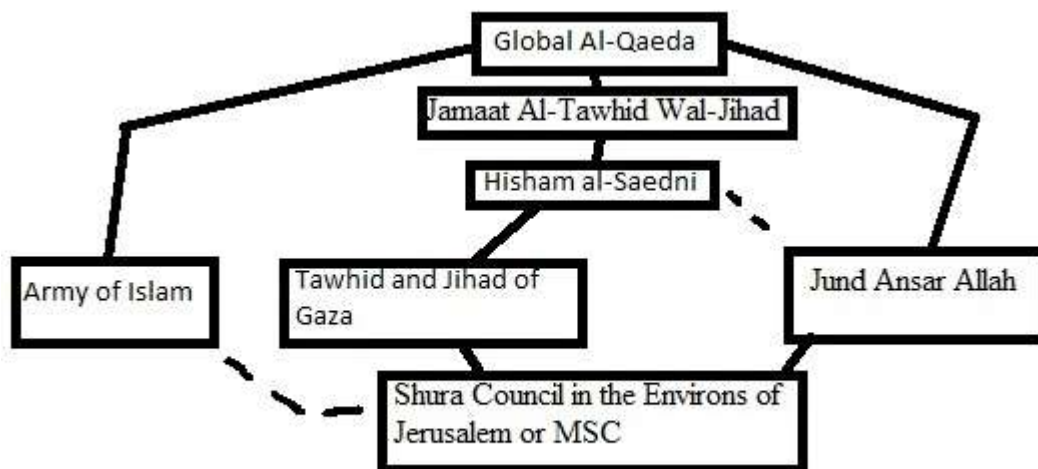 Global Al-Qaeda
Jamaat Al-Tawhid Wal-Jihad
Hisham al-Saedni
Army of Islam
Tawhid and Jihad of
Gaza
Jund Ansar Allah
Shura Council in the Environs of
Jerusalem or MSC